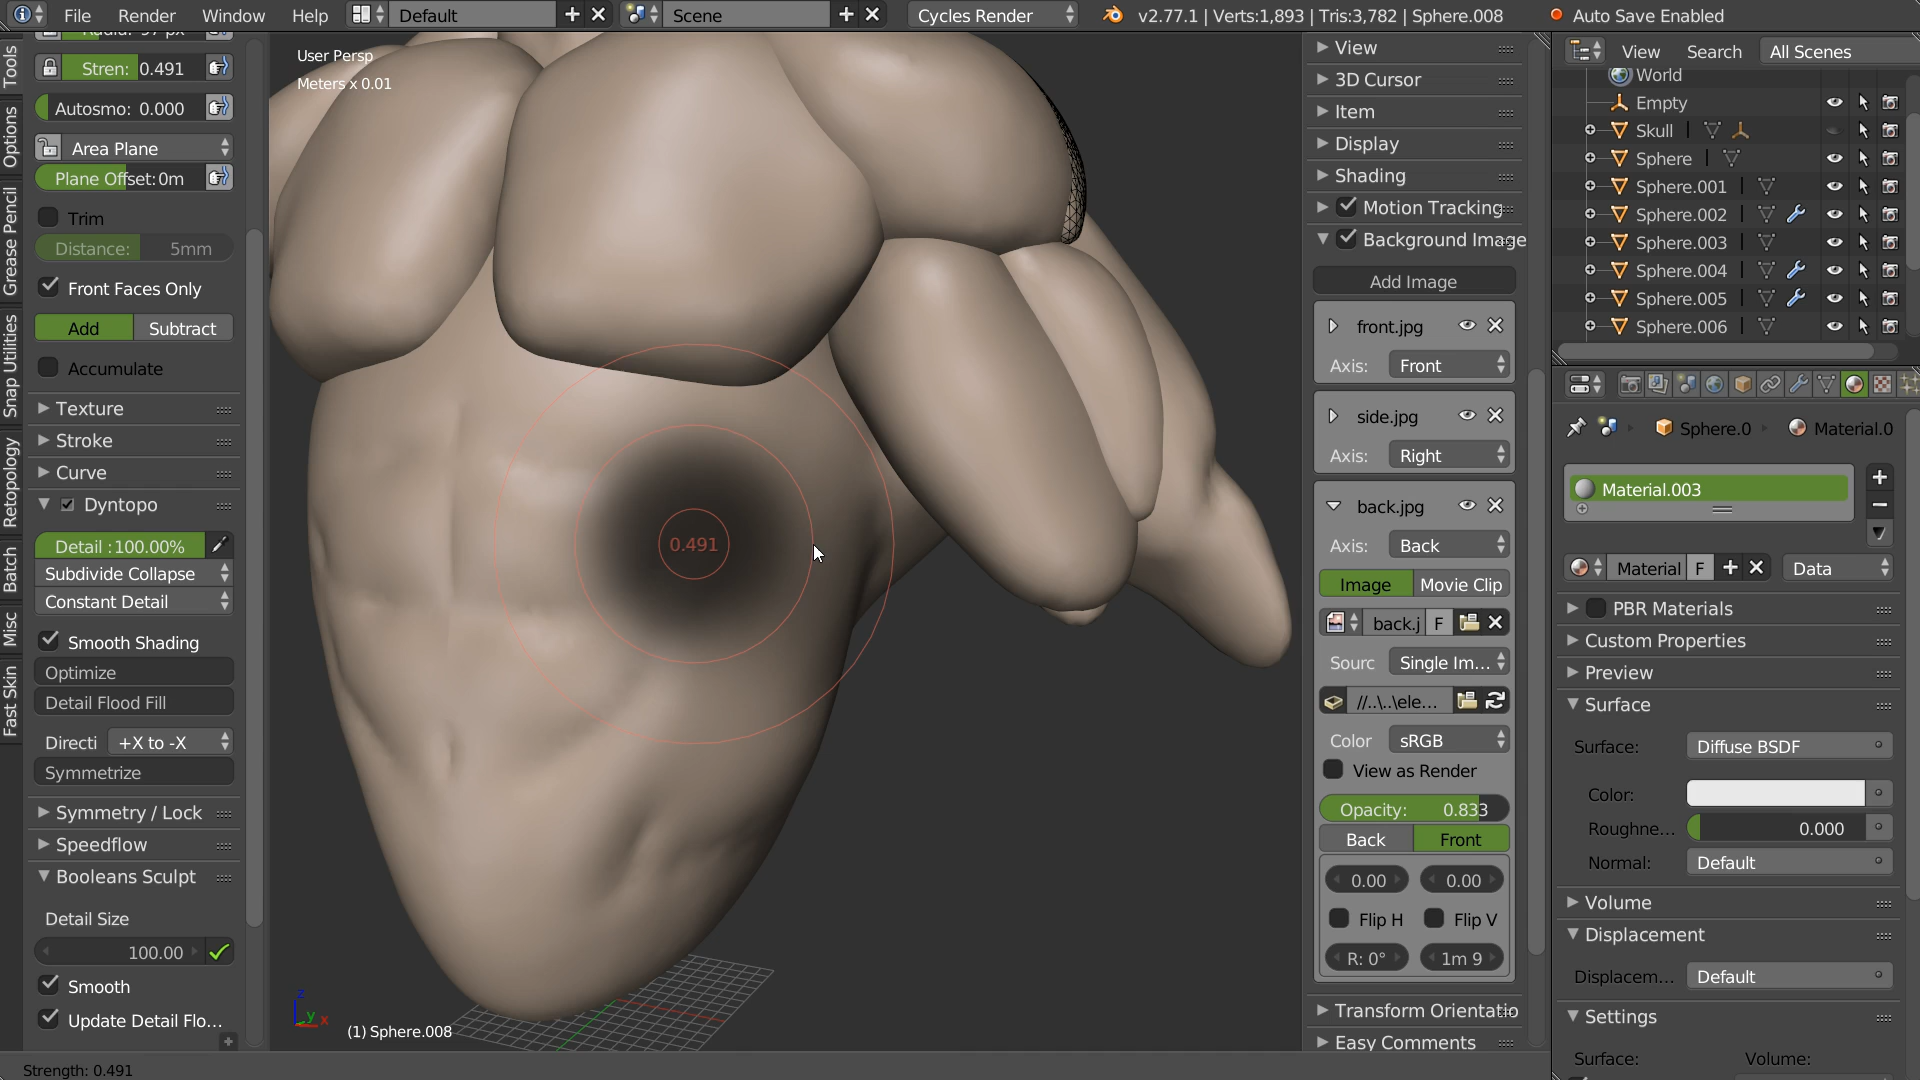 File Render Window Help Default Scene Cycles Render v2.77.1 | Verts:1,893 | Tris:3,782 | Sphere.008 Auto Save Enabled
Tools
Options
Grease Pencil
Snap Utilities
Retopology
Batch
Misc
Fast Skin
Stren: 0.491
Autosmo: 0.000
Area Plane
Plane Offset: 0m
Trim
Distance: 5mm
Front Faces Only
Add Subtract
Accumulate
Texture
Stroke
Curve
Dyntopo
Detail : 100.00%
Subdivide Collapse
Constant Detail
Smooth Shading
Optimize
Detail Flood Fill
Directi +X to -X
Symmetrize
Symmetry / Lock
Speedflow
Booleans Sculpt
Detail Size
100.00
Smooth
Update Detail Flo...
Strength: 0.491
User Persp
Meters x 0.01
0.491
z
y
x
(1) Sphere.008
View
3D Cursor
Item
Display
Shading
Motion Tracking
Background Image
Add Image
front.jpg
Axis: Front
side.jpg
Axis: Right
back.jpg
Axis: Back
Image Movie Clip
back.j F
Sourc Single Im...
//..\..\ele...
Color sRGB
View as Render
Opacity: 0.833
Back Front
0.00 0.00
Flip H Flip V
R: 0° 1m 9
Transform Orientatio
Easy Comments
View Search All Scenes
World
Empty
Skull
Sphere
Sphere.001
Sphere.002
Sphere.003
Sphere.004
Sphere.005
Sphere.006
Sphere.0 Material.0
Material.003
Material F Data
PBR Materials
Custom Properties
Preview
Surface
Surface: Diffuse BSDF
Color:
Roughne... 0.000
Normal: Default
Volume
Displacement
Displacem... Default
Settings
Surface: Volume: